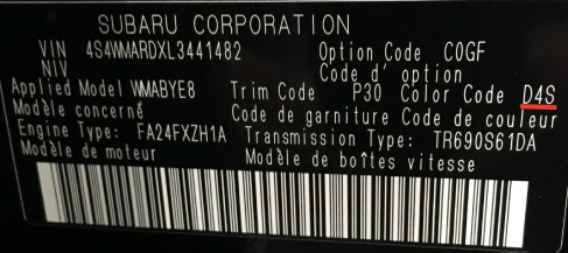 SUBARU CORPORATION
VIN 4S4WMARDXL3441482 Option Code C0GF
NIV Code d' option
Applied Model WMABYE8 Trim Code P30 Color Code D4S
Modèle concerné Code de garniture Code de couleur
Engine Type: FA24FXZH1A Transmission Type: TR690S61DA
Modèle de moteur Modèle de boîtes vitesse